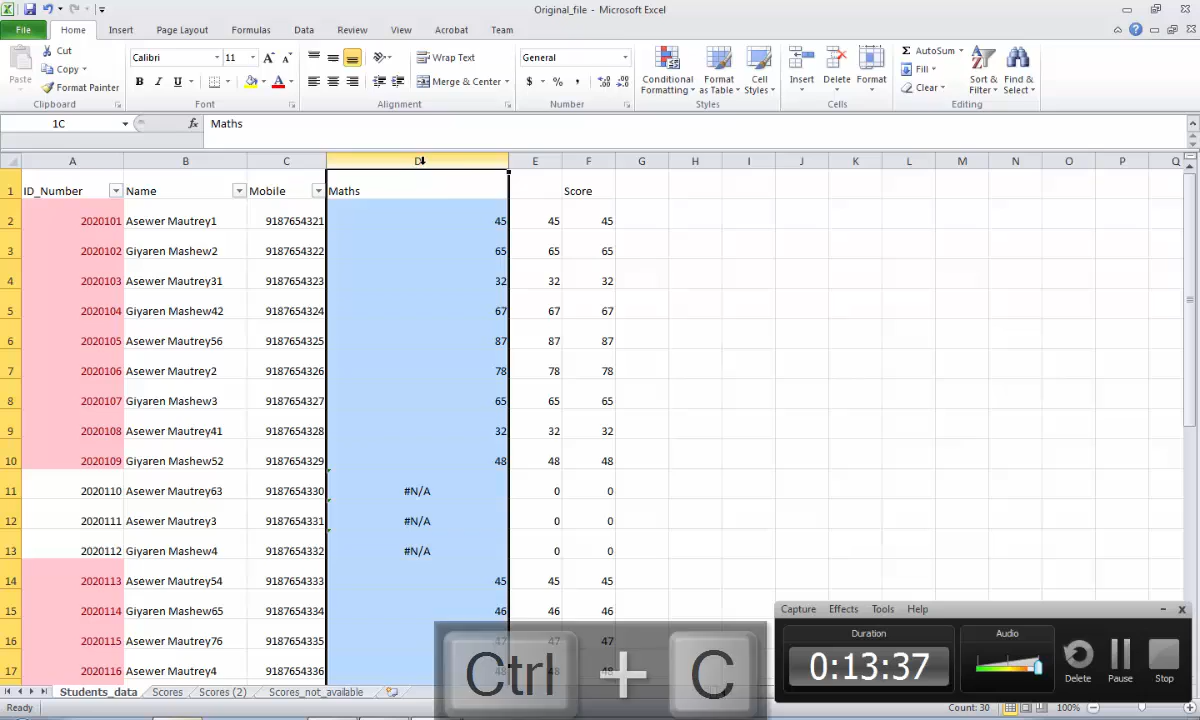 Original_file - Microsoft Excel
File Home Insert Page Layout Formulas Data Review View Acrobat Team
Paste
Cut
Copy
Format Painter
Clipboard
Calibri 11
B I U
Font
Wrap Text
Merge & Center
Alignment
General
$ % ,
Number
Conditional Formatting
Format as Table
Cell Styles
Styles
Insert Delete Format
Cells
AutoSum
Fill
Clear
Sort & Filter
Find & Select
Editing
1C fx Maths
A B C D E F G H I J K L M N O P Q
1 ID_Number Name Mobile Maths Score
2 2020101 Asewer Mautrey1 9187654321 45 45 45
3 2020102 Giyaren Mashew2 9187654322 65 65 65
4 2020103 Asewer Mautrey31 9187654323 32 32 32
5 2020104 Giyaren Mashew42 9187654324 67 67 67
6 2020105 Asewer Mautrey56 9187654325 87 87 87
7 2020106 Asewer Mautrey2 9187654326 78 78 78
8 2020107 Giyaren Mashew3 9187654327 65 65 65
9 2020108 Asewer Mautrey41 9187654328 32 32 32
10 2020109 Giyaren Mashew52 9187654329 48 48 48
11 2020110 Asewer Mautrey63 9187654330 #N/A 0 0
12 2020111 Asewer Mautrey3 9187654331 #N/A 0 0
13 2020112 Giyaren Mashew4 9187654332 #N/A 0 0
14 2020113 Asewer Mautrey54 9187654333 45 45 45
15 2020114 Giyaren Mashew65 9187654334 46 46 46
16 2020115 Asewer Mautrey76 9187654335 47 47 47
17 2020116 Asewer Mautrey4 9187654336 48 48 48
Ctrl + C
Capture Effects Tools Help
Duration
0:13:37
Audio
Delete Pause Stop
Students_data Scores Scores (2) Scores_not_available
Ready Count: 30 100%